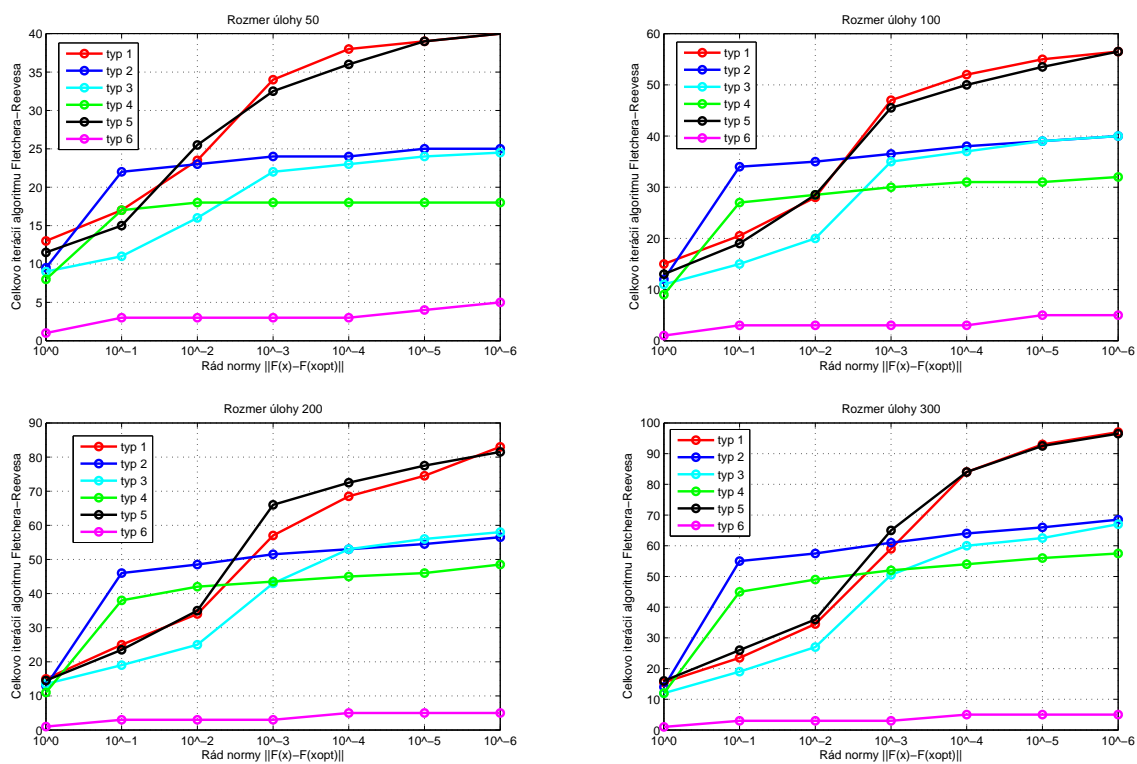 Rozmer úlohy 50
Celkovo iterácií algoritmu Fletchera−Reevesa
40
35
30
25
20
15
10
5
0
typ 1
typ 2
typ 3
typ 4
typ 5
typ 6
10^0 10^−1 10^−2 10^−3 10^−4 10^−5 10^−6
Rád normy ||F(x)−F(xopt)||
Rozmer úlohy 100
Celkovo iterácií algoritmu Fletchera−Reevesa
60
50
40
30
20
10
0
typ 1
typ 2
typ 3
typ 4
typ 5
typ 6
10^0 10^−1 10^−2 10^−3 10^−4 10^−5 10^−6
Rád normy ||F(x)−F(xopt)||
Rozmer úlohy 200
Celkovo iterácií algoritmu Fletchera−Reevesa
90
80
70
60
50
40
30
20
10
0
typ 1
typ 2
typ 3
typ 4
typ 5
typ 6
10^0 10^−1 10^−2 10^−3 10^−4 10^−5 10^−6
Rád normy ||F(x)−F(xopt)||
Rozmer úlohy 300
Celkovo iterácií algoritmu Fletchera−Reevesa
100
90
80
70
60
50
40
30
20
10
0
typ 1
typ 2
typ 3
typ 4
typ 5
typ 6
10^0 10^−1 10^−2 10^−3 10^−4 10^−5 10^−6
Rád normy ||F(x)−F(xopt)||